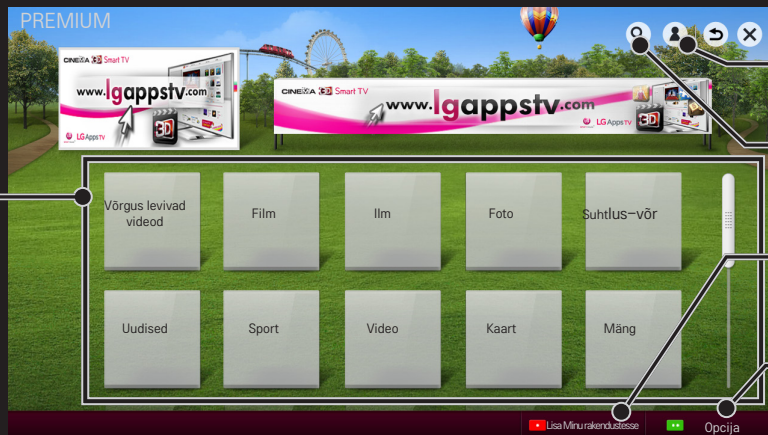 PREMIUM
CINEMA 3D Smart TV
www.lgappstv.com
3D
LG Apps TV
CINEMA 3D Smart TV
www.lgappstv.com
3D
LG Apps TV
Võrgus levivad
videod
Film
Ilm
Foto
Suhtlus-võr
Uudised
Sport
Video
Kaart
Mäng
Lisa Minu rakendustesse
Opcija